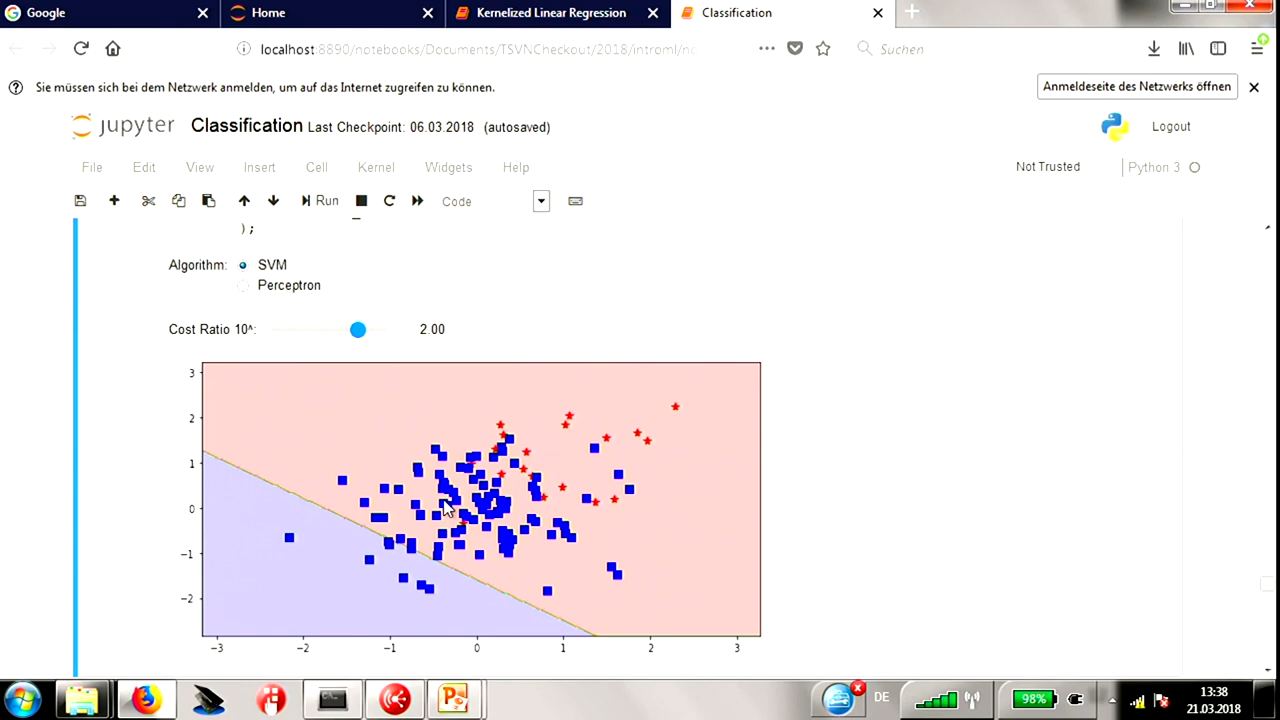 Google
Home
Kernelized Linear Regression
Classification
localhost:8890/notebooks/Documents/TSVNCheckout/2018/introml/nc
Suchen
Sie müssen sich bei dem Netzwerk anmelden, um auf das Internet zugreifen zu können.
Anmeldeseite des Netzwerks öffnen
jupyter Classification Last Checkpoint: 06.03.2018 (autosaved)
Logout
File Edit View Insert Cell Kernel Widgets Help
Not Trusted
Python 3
Run
Code
);
Algorithm: SVM
Perceptron
Cost Ratio 10^: 2.00
3
2
1
0
−1
−2
−3 −2 −1 0 1 2 3
DE
98%
13:38
21.03.2018